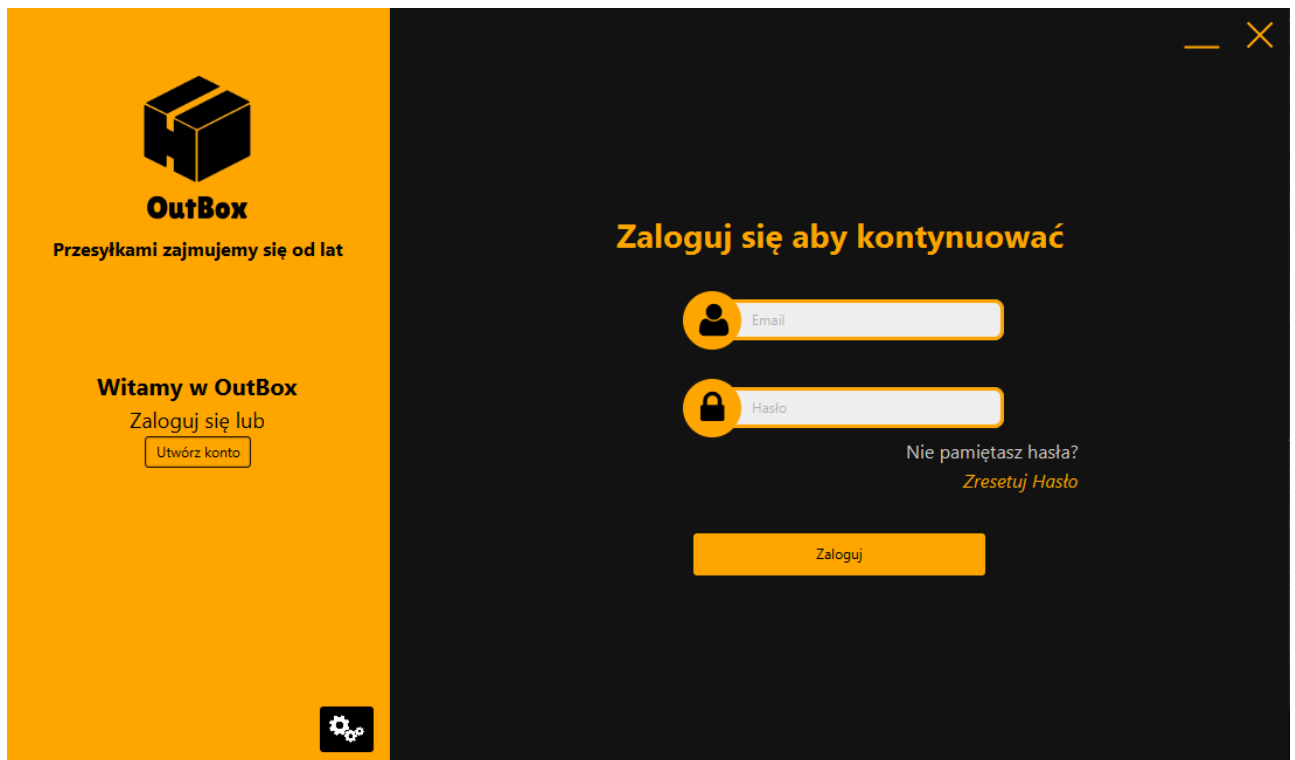 OutBox
Przesyłkami zajmujemy się od lat
Witamy w OutBox
Zaloguj się lub
Utwórz konto
Zaloguj się aby kontynuować
Email
Hasło
Nie pamiętasz hasła?
Zresetuj Hasło
Zaloguj